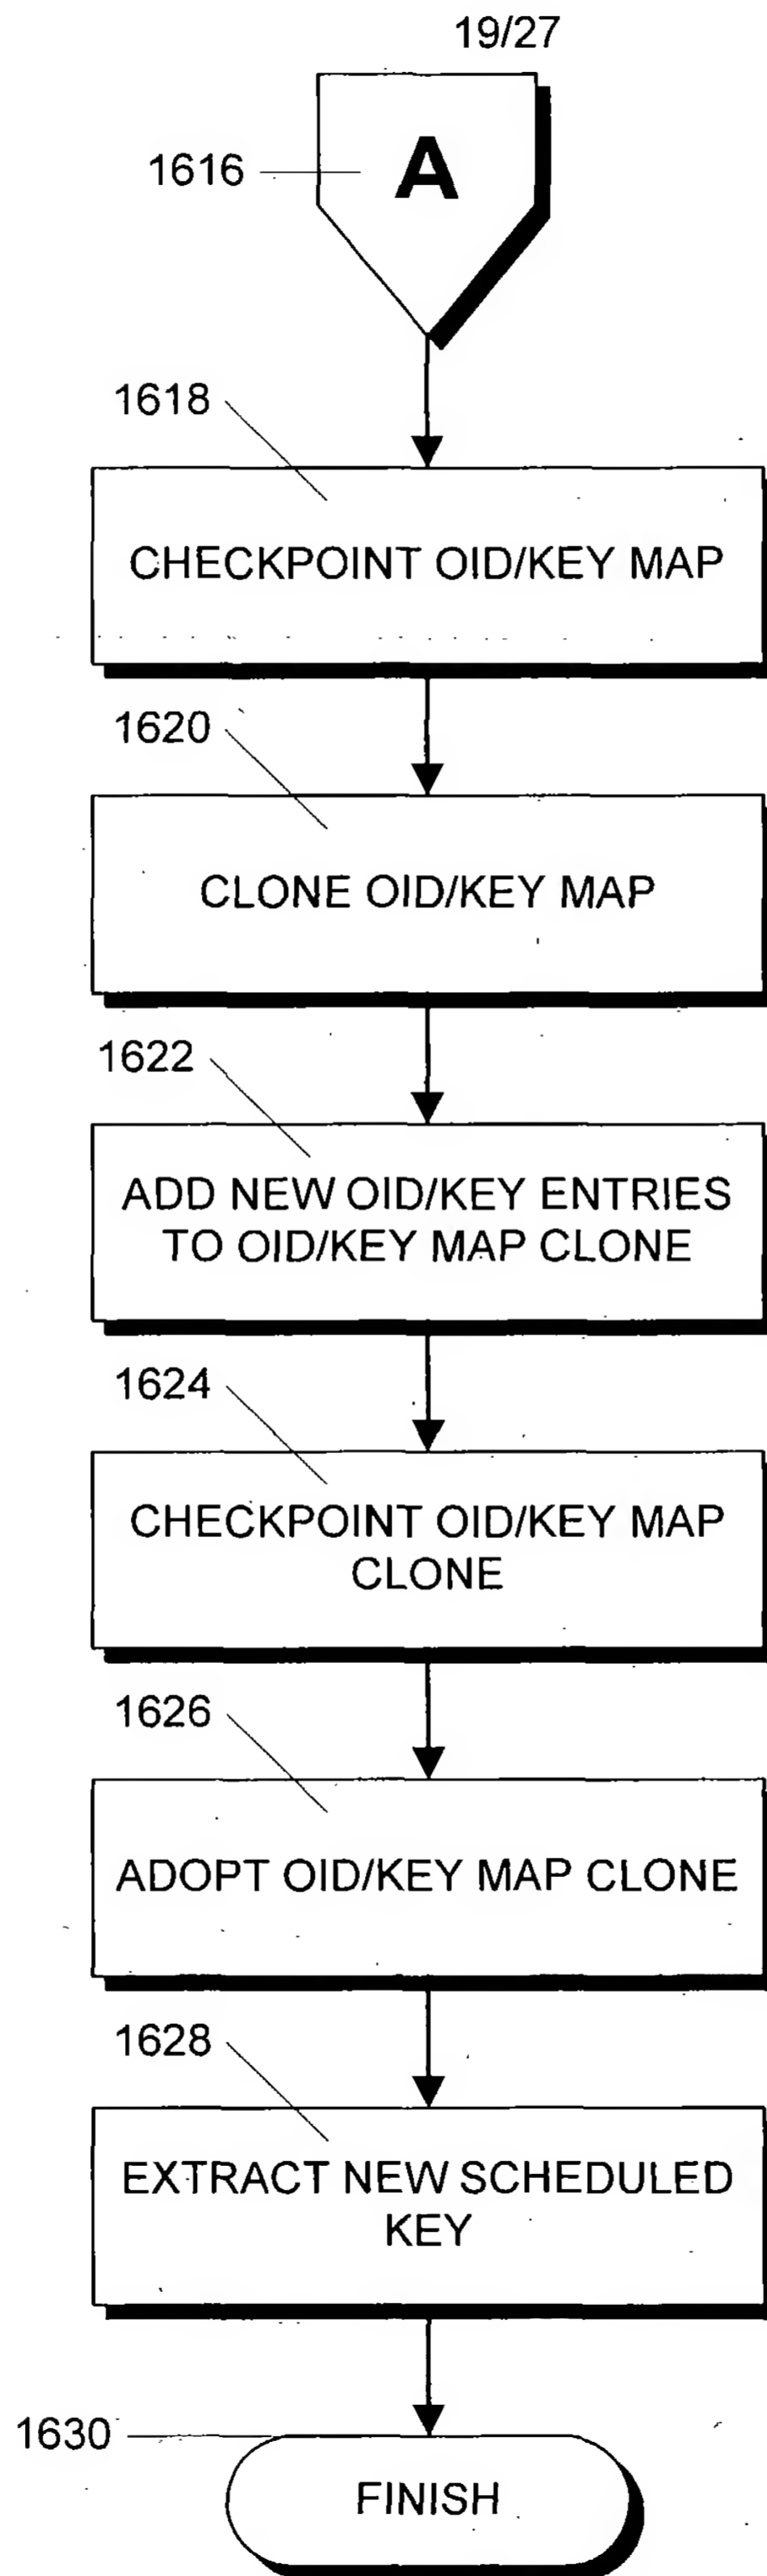 19/27
1616
A
1618
CHECKPOINT OID/KEY MAP
1620
CLONE OID/KEY MAP
1622
ADD NEW OID/KEY ENTRIES
TO OID/KEY MAP CLONE
1624
CHECKPOINT OID/KEY MAP
CLONE
1626
ADOPT OID/KEY MAP CLONE
1628
EXTRACT NEW SCHEDULED
KEY
1630
FINISH